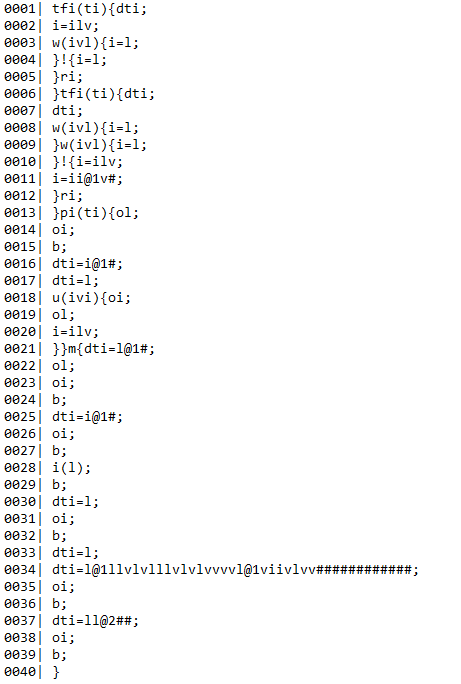 0001| tfi(ti){dti;
0002| i=ilv;
0003| w(ivl){i=l;
0004| }!{i=l;
0005| }ri;
0006| }tfi(ti){dti;
0007| dti;
0008| w(ivl){i=l;
0009| }w(ivl){i=l;
0010| }!{i=ilv;
0011| i=ii@1v#;
0012| }ri;
0013| }pi(ti){ol;
0014| oi;
0015| b;
0016| dti=i@1#;
0017| dti=l;
0018| u(ivi){oi;
0019| ol;
0020| i=ilv;
0021| }}m{dti=l@1#;
0022| ol;
0023| oi;
0024| b;
0025| dti=i@1#;
0026| oi;
0027| b;
0028| i(l);
0029| b;
0030| dti=l;
0031| oi;
0032| b;
0033| dti=l;
0034| dti=l@1llvlvlllvlvlvvvvl@1viivlvv############;
0035| oi;
0036| b;
0037| dti=ll@2##;
0038| oi;
0039| b;
0040| }